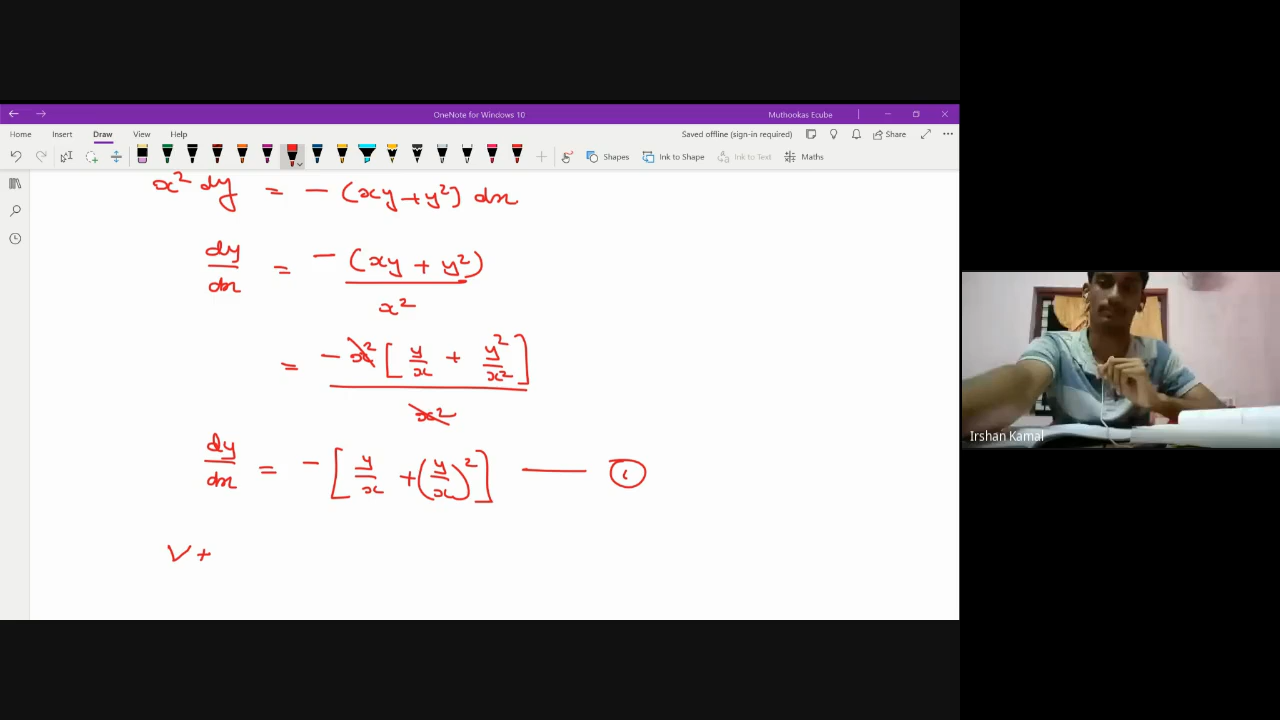 OneNote for Windows 10
Muthookas Ecube
Home Insert Draw View Help
Saved offline (sign-in required) Share
Shapes Ink to Shape Ink to Text Maths
x² dy = - (xy + y²) dx
dy/dx = - (xy + y²)/x²
= - x² [ y/x + y²/x² ] / x²
dy/dx = - [ y/x + (y/x)² ] —— ①
V +
Irshan Kamal